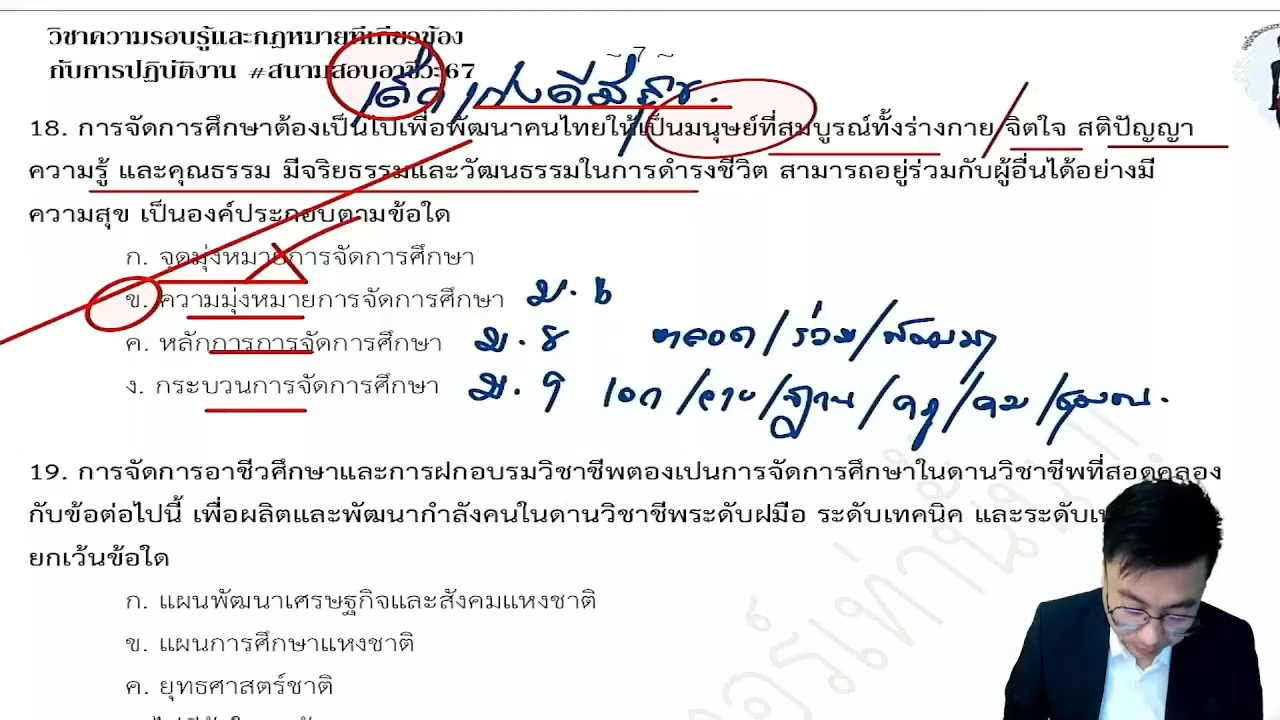 วิชาความรอบรู้และกฎหมายที่เกี่ยวข้อง
กับการปฏิบัติงาน #สนามสอบอาชีวะ67
~ 7 ~
เก่งดีมีสุข.
18. การจัดการศึกษาต้องเป็นไปเพื่อพัฒนาคนไทยให้เป็นมนุษย์ที่สมบูรณ์ทั้งร่างกาย จิตใจ สติปัญญา
ความรู้ และคุณธรรม มีจริยธรรมและวัฒนธรรมในการดำรงชีวิต สามารถอยู่ร่วมกับผู้อื่นได้อย่างมี
ความสุข เป็นองค์ประกอบตามข้อใด
ก. จุดมุ่งหมายการจัดการศึกษา
ข. ความมุ่งหมายการจัดการศึกษา ม. ๖
ค. หลักการการจัดการศึกษา ม. ๘ ตลอด/ร่วม/พัฒนา
ง. กระบวนการจัดการศึกษา ม. ๙ เอก/
19. การจัดการอาชีวศึกษาและการฝกอบรมวิชาชีพตองเปนการจัดการศึกษาในดานวิชาชีพที่สอดคลอง
กับข้อต่อไปนี้ เพื่อผลิตและพัฒนากำลังคนในดานวิชาชีพระดับฝมือ ระดับเทคนิค และระดับ
ยกเว้นข้อใด
ก. แผนพัฒนาเศรษฐกิจและสังคมแหงชาติ
ข. แผนการศึกษาแหงชาติ
ค. ยุทธศาสตร์ชาติ